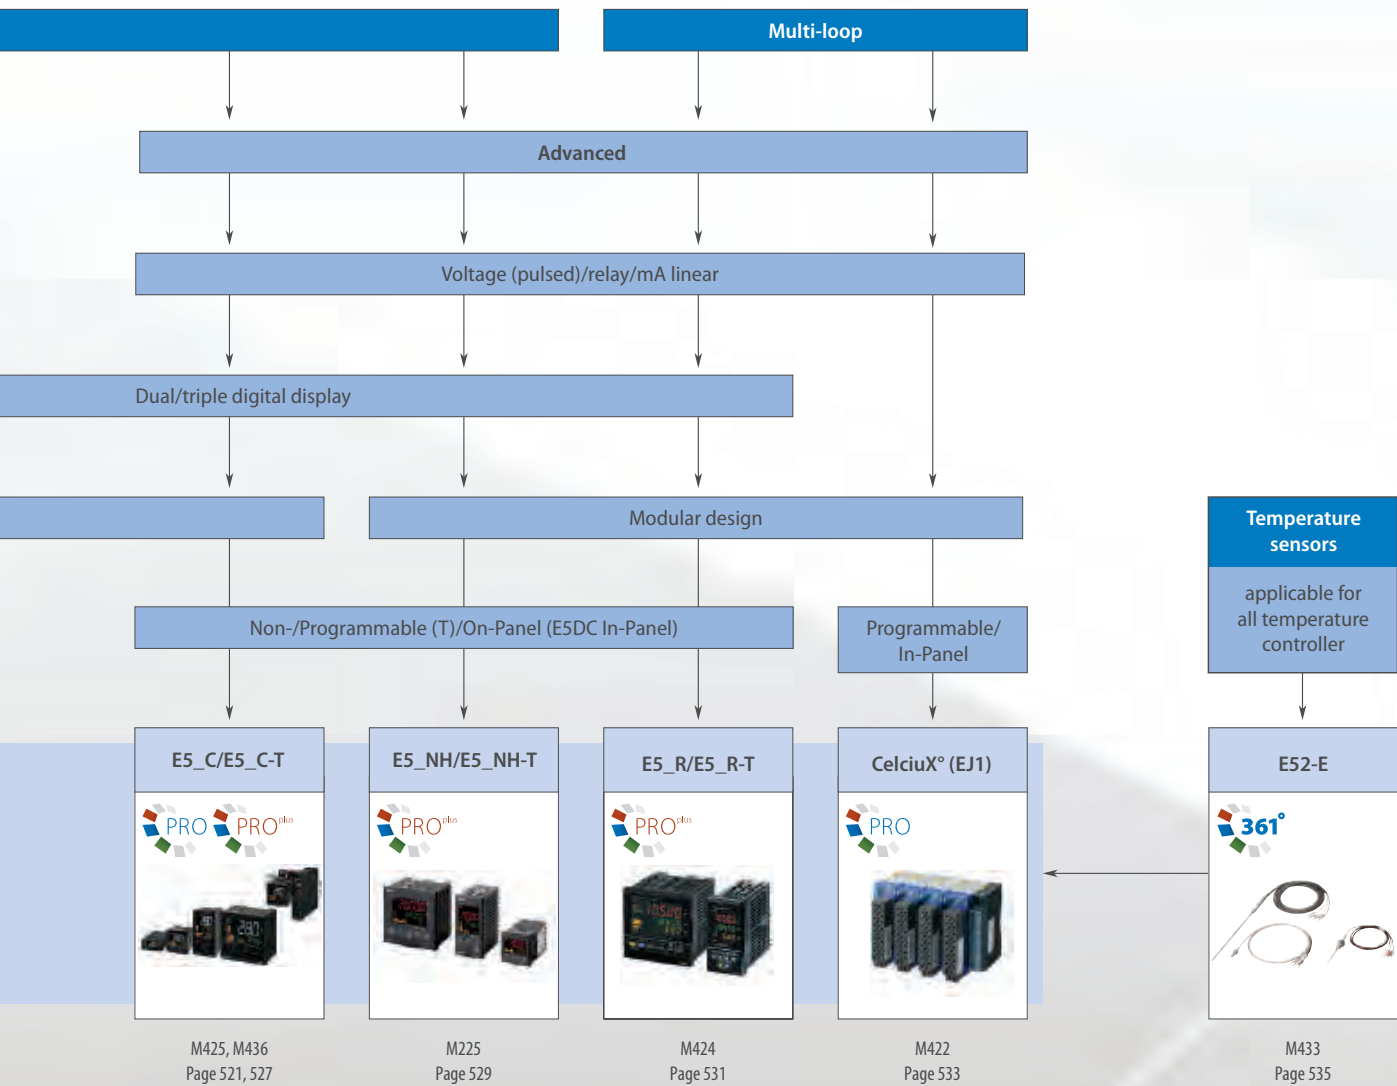 Multi-loop
Advanced
Voltage (pulsed)/relay/mA linear
Dual/triple digital display
Modular design
Temperature
sensors
applicable for
all temperature
controller
Non-/Programmable (T)/On-Panel (E5DC In-Panel)
Programmable/
In-Panel
E5_C/E5_C-T
E5_NH/E5_NH-T
E5_R/E5_R-T
CelciuX° (EJ1)
E52-E
PRO PROplus
PROplus
PROplus
PRO
361°
M425, M436
Page 521, 527
M225
Page 529
M424
Page 531
M422
Page 533
M433
Page 535